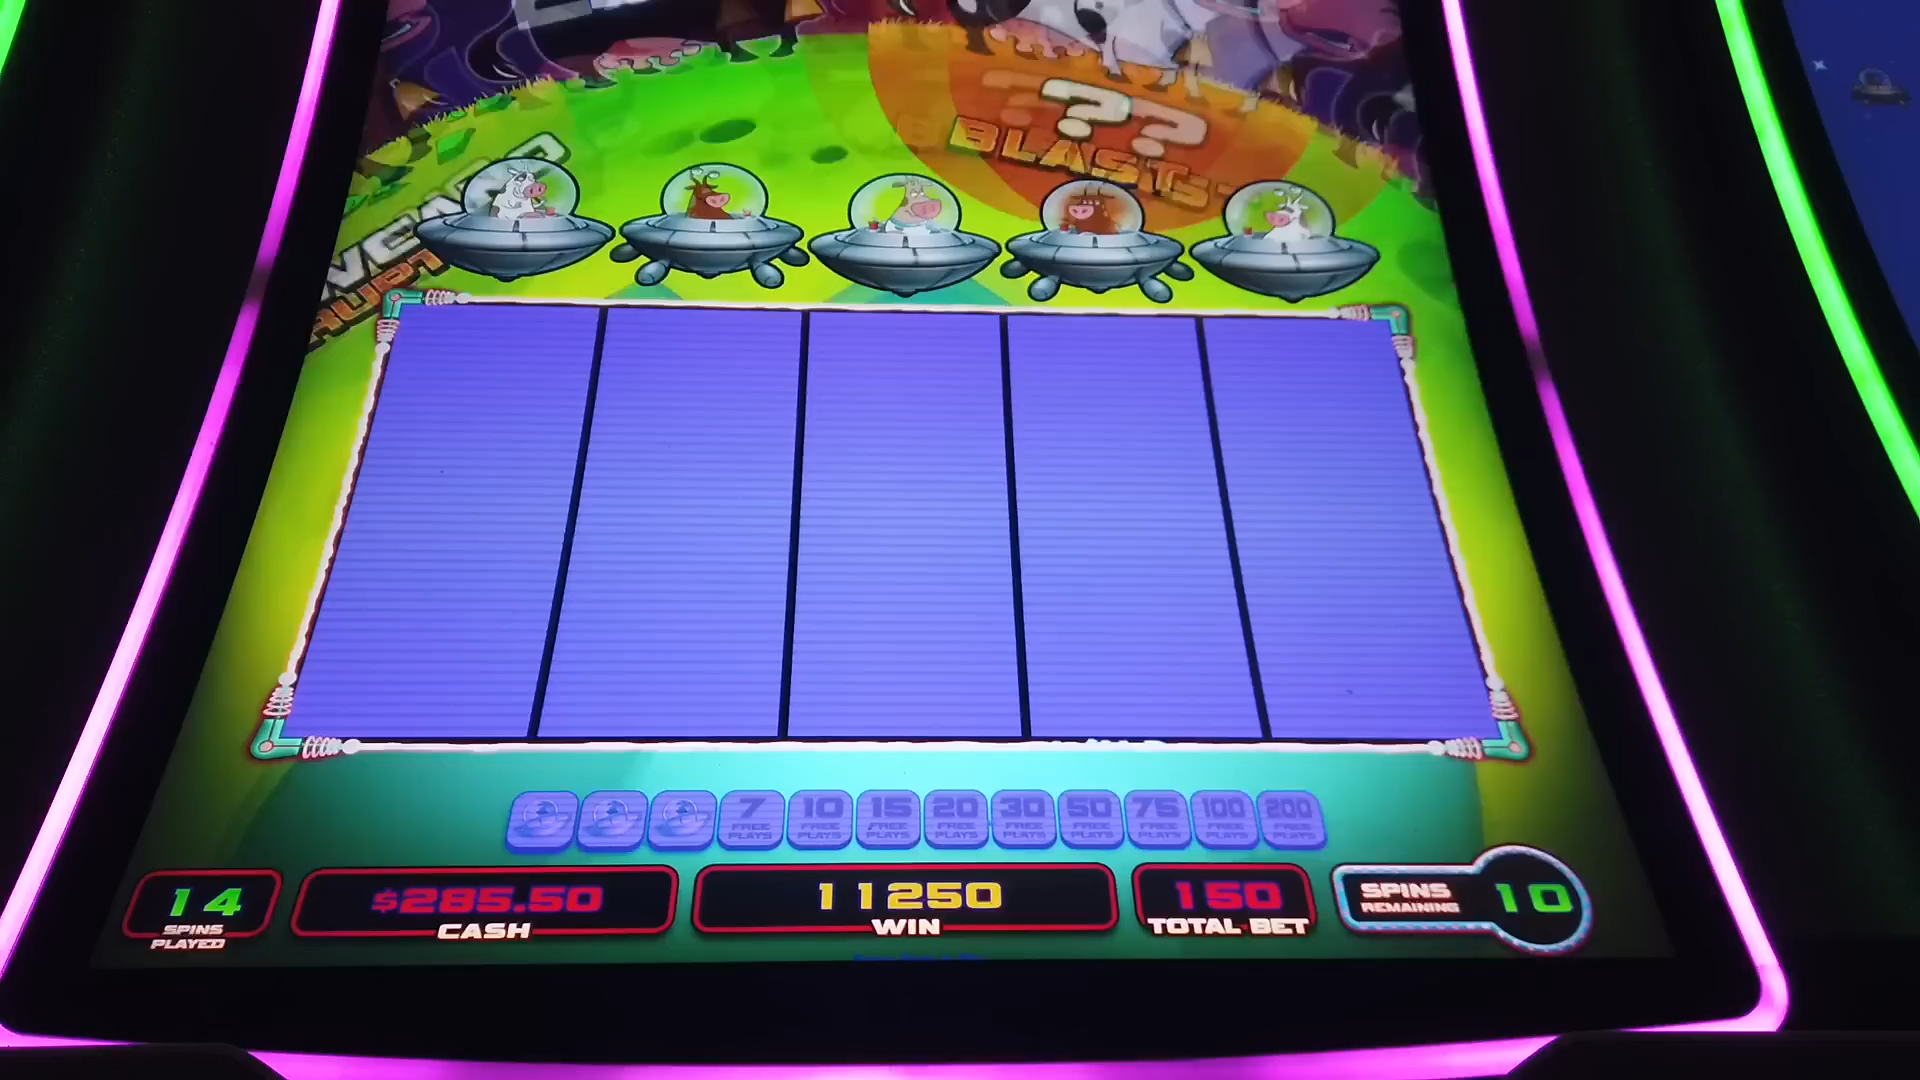 ??
BLASTS
7
FREE
PLAYS
10
FREE
PLAYS
15
FREE
PLAYS
20
FREE
PLAYS
30
FREE
PLAYS
50
FREE
PLAYS
75
FREE
PLAYS
100
FREE
PLAYS
200
FREE
PLAYS
14
SPINS
PLAYED
$285.50
CASH
11250
WIN
150
TOTAL BET
SPINS
REMAINING
10